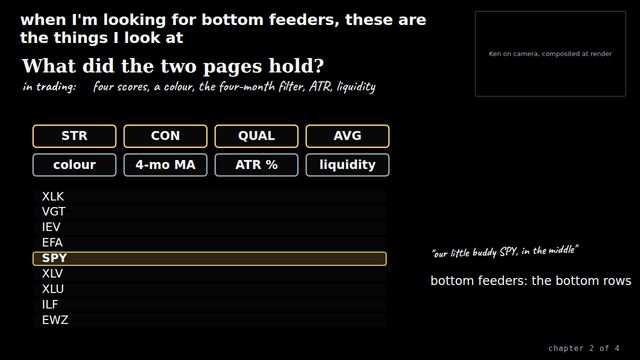 when I'm looking for bottom feeders, these are
the things I look at
Ken on camera, composited at render
What did the two pages hold?
in trading: four scores, a colour, the four-month filter, ATR, liquidity
STR CON QUAL AVG
colour 4-mo MA ATR % liquidity
XLK
VGT
IEV
EFA
SPY
XLV
XLU
ILF
EWZ
"our little buddy SPY, in the middle"
bottom feeders: the bottom rows
chapter 2 of 4